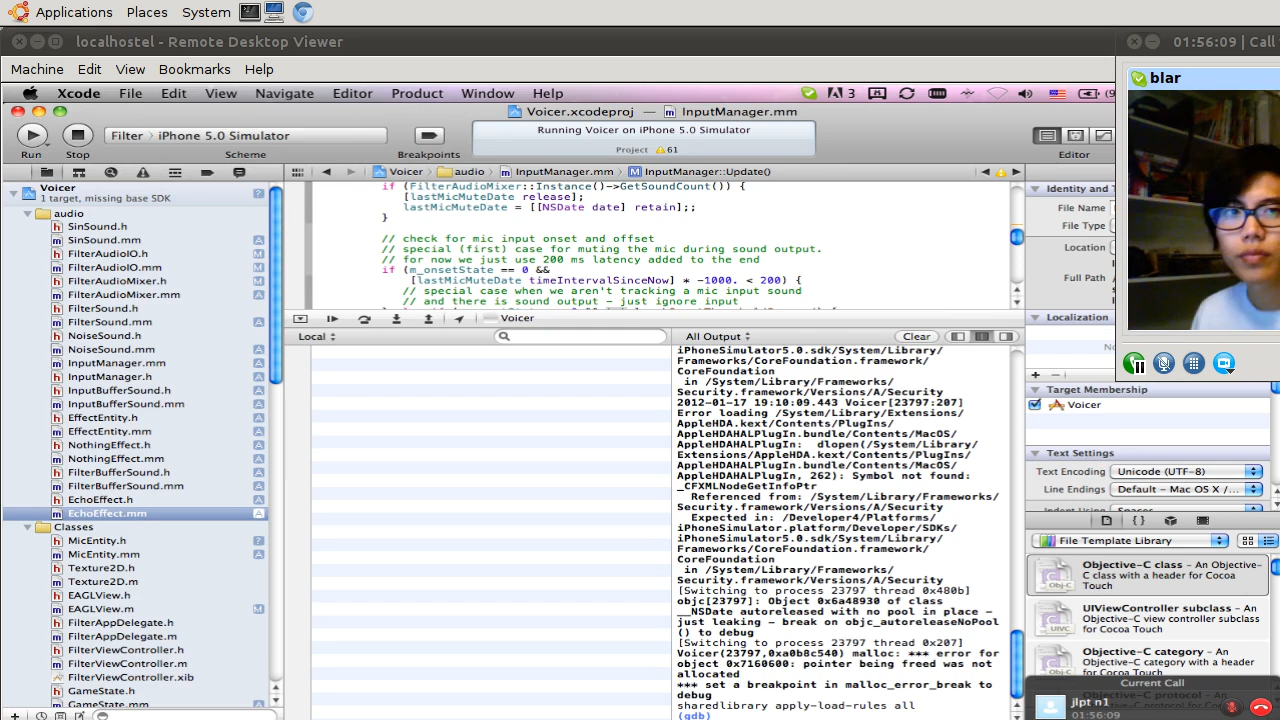 Applications Places System
localhostel - Remote Desktop Viewer
01:56:09 | Call
Machine Edit View Bookmarks Help
blar
Xcode File Edit View Navigate Editor Product Window Help
3
Voicer.xcodeproj — InputManager.mm
Filter iPhone 5.0 Simulator
Running Voicer on iPhone 5.0 Simulator
Project 61
Run Stop Scheme Breakpoints Editor
Voicer
1 target, missing base SDK
audio
SinSound.h
SinSound.mm
FilterAudioIO.h
FilterAudioIO.mm
FilterAudioMixer.h
FilterAudioMixer.mm
FilterSound.h
FilterSound.mm
NoiseSound.h
NoiseSound.mm
InputManager.mm
InputManager.h
InputBufferSound.h
InputBufferSound.mm
EffectEntity.h
EffectEntity.mm
NothingEffect.h
NothingEffect.mm
FilterBufferSound.h
FilterBufferSound.mm
EchoEffect.h
EchoEffect.mm
Classes
MicEntity.h
MicEntity.mm
Texture2D.h
Texture2D.m
EAGLView.h
EAGLView.m
FilterAppDelegate.h
FilterAppDelegate.m
FilterViewController.h
FilterViewController.m
FilterViewController.xib
GameState.h
GameState.mm
Voicer audio InputManager.mm InputManager::Update()
if (FilterAudioMixer::Instance()->GetSoundCount()) {
[lastMicMuteDate release];
lastMicMuteDate = [[NSDate date] retain];;
}
// check for mic input onset and offset
// special (first) case for muting the mic during sound output.
// for now we just use 200 ms latency added to the end
if (m_onsetState == 0 &&
[lastMicMuteDate timeIntervalSinceNow] * -1000. < 200) {
// special case when we aren't tracking a mic input sound
// and there is sound output - just ignore input
Voicer
Local
All Output
Clear
iPhoneSimulator5.0.sdk/System/Library/
Frameworks/CoreFoundation.framework/
CoreFoundation
in /System/Library/Frameworks/
Security.framework/Versions/A/Security
2012-01-17 19:10:09.443 Voicer[23797:207]
Error loading /System/Library/Extensions/
AppleHDA.kext/Contents/PlugIns/
AppleHDAHALPlugIn.bundle/Contents/MacOS/
AppleHDAHALPlugIn: dlopen(/System/Library/
Extensions/AppleHDA.kext/Contents/PlugIns/
AppleHDAHALPlugIn.bundle/Contents/MacOS/
AppleHDAHALPlugIn, 262): Symbol not found:
_CFXMLNodeGetInfoPtr
Referenced from: /System/Library/Frameworks/
Security.framework/Versions/A/Security
Expected in: /Developer4/Platforms/
iPhoneSimulator.platform/Developer/SDKs/
iPhoneSimulator5.0.sdk/System/Library/
Frameworks/CoreFoundation.framework/
CoreFoundation
in /System/Library/Frameworks/
Security.framework/Versions/A/Security
[Switching to process 23797 thread 0x480b]
objc[23797]: Object 0x6a48930 of class
__NSDate autoreleased with no pool in place -
just leaking - break on objc_autoreleaseNoPool
() to debug
[Switching to process 23797 thread 0x207]
Voicer(23797,0xa0b8c540) malloc: *** error for
object 0x7160600: pointer being freed was not
allocated
*** set a breakpoint in malloc_error_break to
debug
sharedlibrary apply-load-rules all
(gdb)
Identity and T
File Name
File Type
Location
Full Path
Localization
Target Membership
Voicer
Text Settings
Text Encoding Unicode (UTF-8)
Line Endings Default - Mac OS X /...
Indent Using Spaces
File Template Library
Objective-C class - An Objective-
C class with a header for Cocoa
Touch
UIViewController subclass - An
Objective-C view controller subclass
for Cocoa Touch
Objective-C category - An
Objective-C category with a header
for Cocoa Touch
Current Call
Objective-C protocol - An
jlpt n1
01:56:09